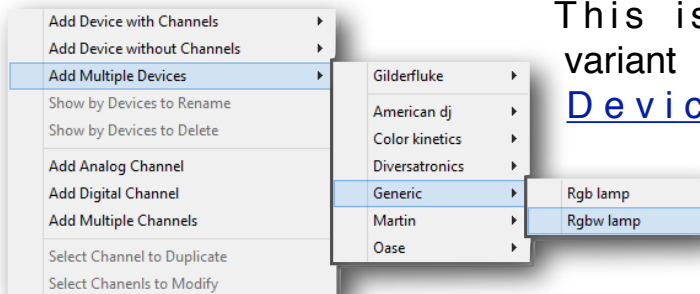 Add Device with Channels
Add Device without Channels
Add Multiple Devices
Show by Devices to Rename
Show by Devices to Delete
Add Analog Channel
Add Digital Channel
Add Multiple Channels
Select Channel to Duplicate
Select Chanenls to Modify
Gilderfluke
American dj
Color kinetics
Diversatronics
Generic
Martin
Oase
Rgb lamp
Rgbw lamp
This is
variant
Devic